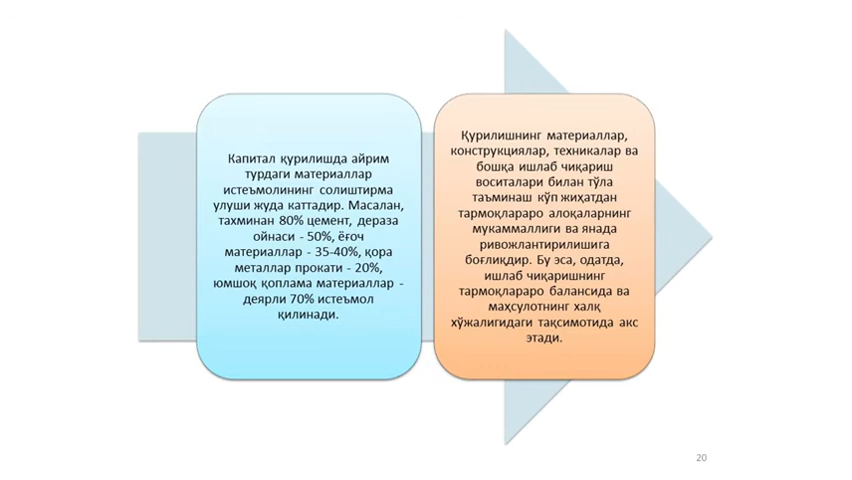 Капитал қурилишда айрим
турдаги материаллар
истеъмолининг солиштирма
улуши жуда каттадир. Масалан,
тахминан 80% цемент, дераза
ойнаси - 50%, ёғоч
материаллар - 35-40%, қора
металлар прокати - 20%,
юмшоқ қоплама материаллар -
деярли 70% истеъмол
қилинади.
Қурилишнинг материаллар,
конструкциялар, техникалар ва
бошқа ишлаб чиқариш
воситалари билан тўла
таъминаш кўп жиҳатдан
тармоқлараро алоқаларнинг
мукаммаллиги ва янада
ривожлантирилишига
боғлиқдир. Бу эса, одатда,
ишлаб чиқаришнинг
тармоқлараро балансида ва
маҳсулотнинг халқ
хўжалигидаги тақсимотида акс
этади.
20